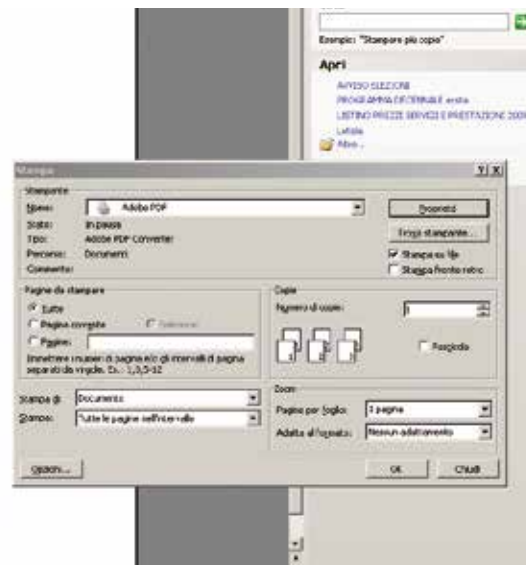 Esempio: "Stampare più copie"
Apri
AVVISO ELEZIONI
PROGRAMMA DECENNALE
LISTINO PREZZI SERVIZI E PRESTAZIONI 200
Altro...
Stampa
Stampante
Nome: Adobe PDF
Proprietà
Stato: In pausa
Trova stampante...
Tipo: Adobe PDF Converter
Percorso: Documenti
Stampa su file
Commento:
Stampa fronte retro
Pagine da stampare
Copie
Tutte
Numero di copie: 1
Pagina corrente
Selezione
Pagine:
Fascicola
Immettere i numeri di pagina e/o gli intervalli di pagina
separati da virgole. Es.: 1,3,5-12
Stampa di: Documento
Zoom
Pagine per foglio: 1 pagina
Stampa: Tutte le pagine nell'intervallo
Adatta al formato: Nessun adattamento
Opzioni...
OK
Chiudi